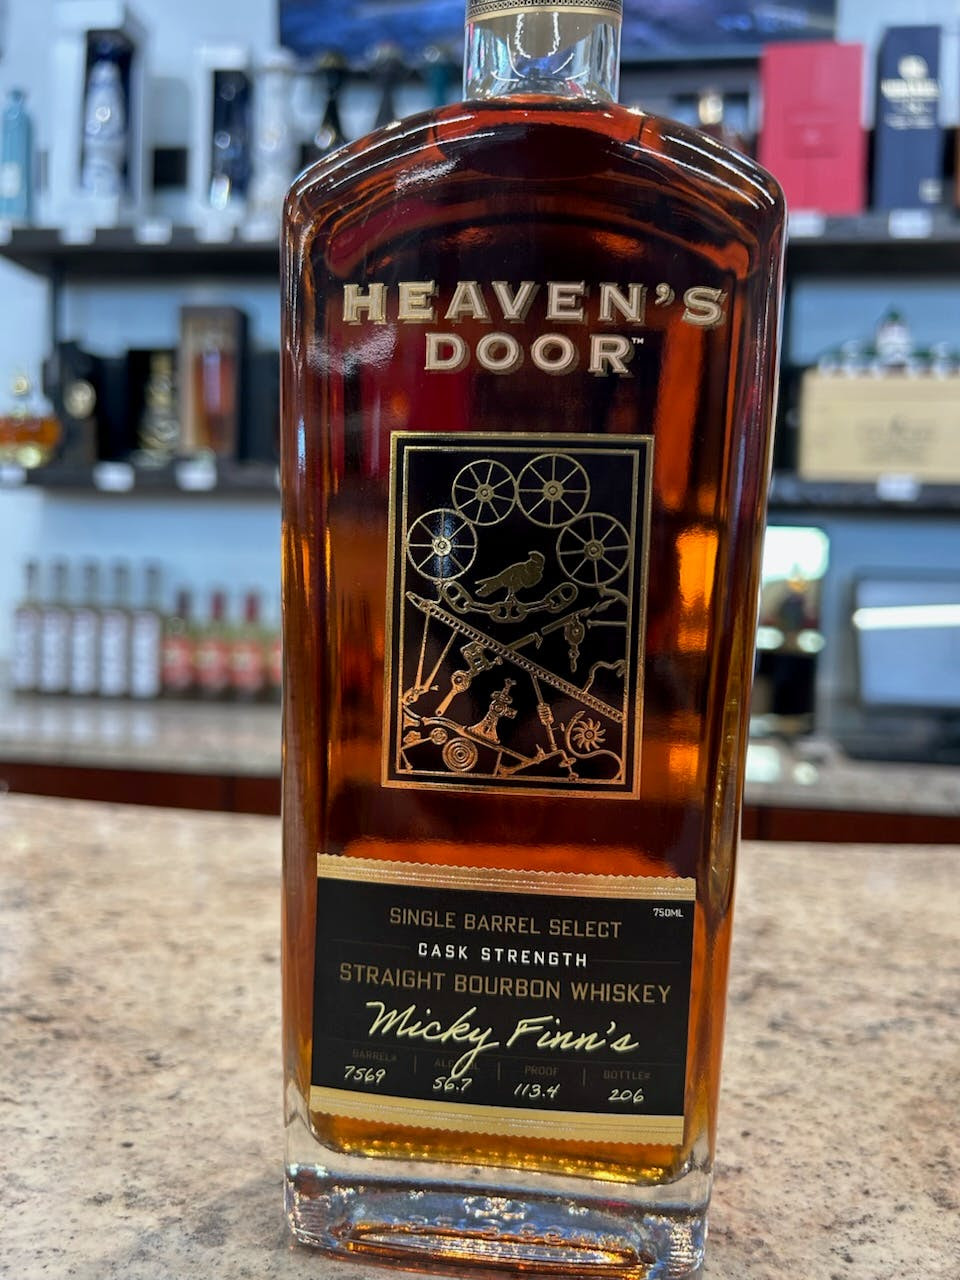 HEAVEN'S
DOOR™
750ML
SINGLE BARREL SELECT
CASK STRENGTH
STRAIGHT BOURBON WHISKEY
Micky Finn's
BARREL# ALCOHOL PROOF BOTTLE#
7569 56.7 113.4 206